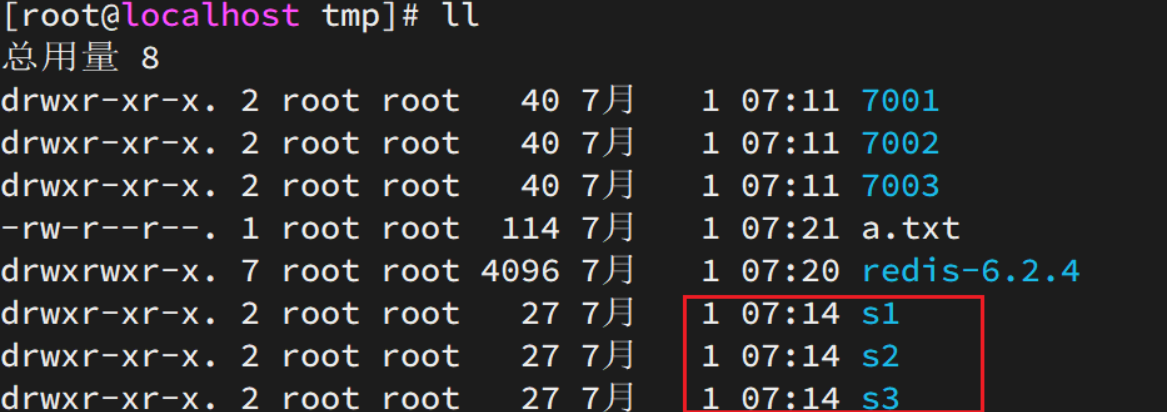 [root@localhost tmp]# ll
总用量 8
drwxr-xr-x. 2 root root   40 7月   1 07:11 7001
drwxr-xr-x. 2 root root   40 7月   1 07:11 7002
drwxr-xr-x. 2 root root   40 7月   1 07:11 7003
-rw-r--r--. 1 root root  114 7月   1 07:21 a.txt
drwxrwxr-x. 7 root root 4096 7月   1 07:20 redis-6.2.4
drwxr-xr-x. 2 root root   27 7月   1 07:14 s1
drwxr-xr-x. 2 root root   27 7月   1 07:14 s2
drwxr-xr-x. 2 root root   27 7月   1 07:14 s3